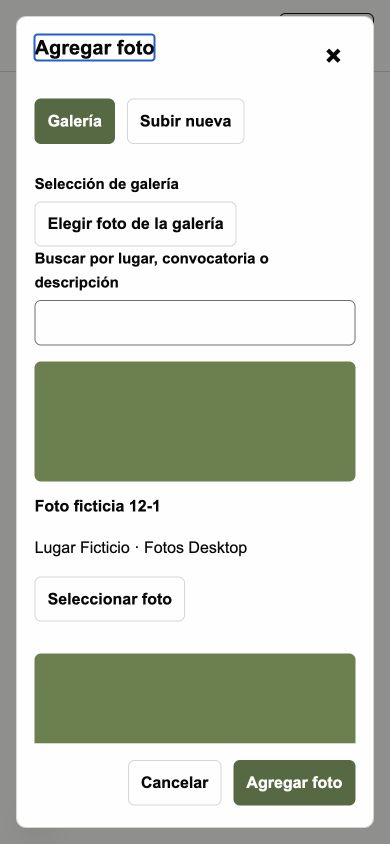 Agregar foto
×
Galería
Subir nueva
Selección de galería
Elegir foto de la galería
Buscar por lugar, convocatoria o
descripción
Foto ficticia 12-1
Lugar Ficticio · Fotos Desktop
Seleccionar foto
Cancelar
Agregar foto